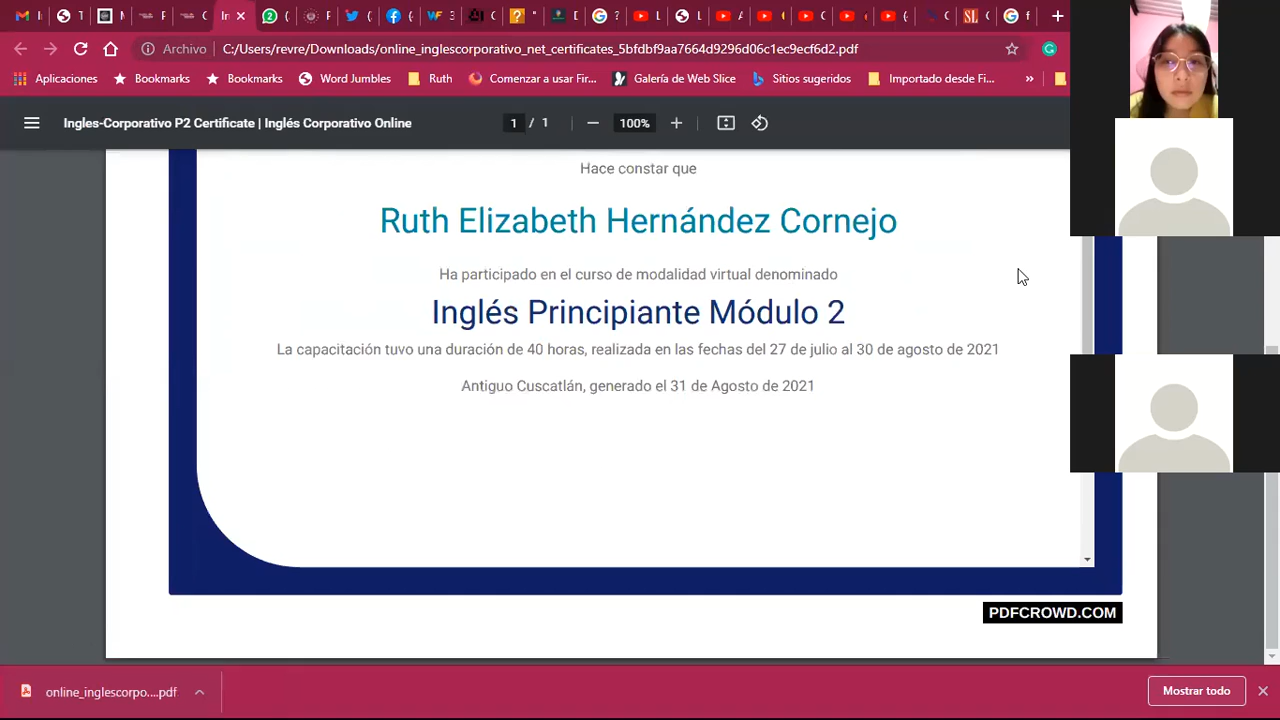 Archivo
C:/Users/revre/Downloads/online_inglescorporativo_net_certificates_5bfdbf9aa7664d9296d06c1ec9ecf6d2.pdf
Aplicaciones Bookmarks Bookmarks Word Jumbles Ruth Comenzar a usar Fir... Galería de Web Slice Sitios sugeridos Importado desde Fi... »
Ingles-Corporativo P2 Certificate | Inglés Corporativo Online 1 / 1 100%
Hace constar que
Ruth Elizabeth Hernández Cornejo
Ha participado en el curso de modalidad virtual denominado
Inglés Principiante Módulo 2
La capacitación tuvo una duración de 40 horas, realizada en las fechas del 27 de julio al 30 de agosto de 2021
Antiguo Cuscatlán, generado el 31 de Agosto de 2021
PDFCROWD.COM
online_inglescorpo....pdf
Mostrar todo